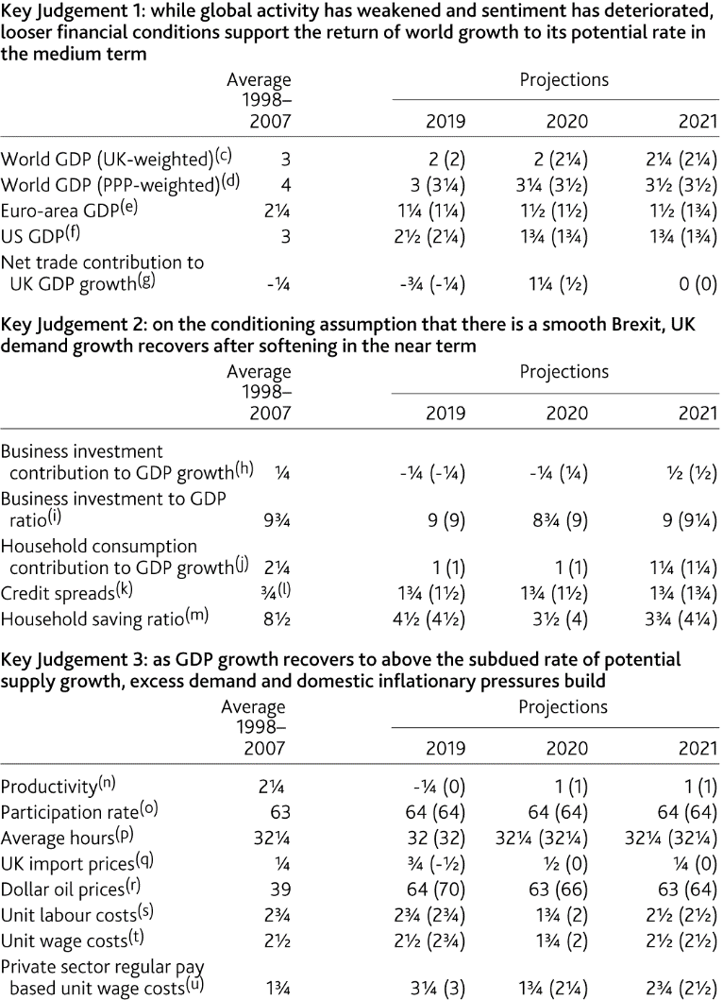 Key Judgement 1: while global activity has weakened and sentiment has deteriorated,
looser financial conditions support the return of world growth to its potential rate in
the medium term
Average Projections
1998–
2007 2019 2020 2021
World GDP (UK-weighted)(c) 3 2 (2) 2 (2¼) 2¼ (2¼)
World GDP (PPP-weighted)(d) 4 3 (3¼) 3¼ (3½) 3½ (3½)
Euro-area GDP(e) 2¼ 1¼ (1¼) 1½ (1½) 1½ (1¾)
US GDP(f) 3 2½ (2¼) 1¾ (1¾) 1¾ (1¾)
Net trade contribution to
UK GDP growth(g) -¼ -¾ (-¼) 1¼ (½) 0 (0)
Key Judgement 2: on the conditioning assumption that there is a smooth Brexit, UK
demand growth recovers after softening in the near term
Average Projections
1998–
2007 2019 2020 2021
Business investment
contribution to GDP growth(h) ¼ -¼ (-¼) -¼ (¼) ½ (½)
Business investment to GDP
ratio(i) 9¾ 9 (9) 8¾ (9) 9 (9¼)
Household consumption
contribution to GDP growth(j) 2¼ 1 (1) 1 (1) 1¼ (1¼)
Credit spreads(k) ¾(l) 1¾ (1½) 1¾ (1½) 1¾ (1¾)
Household saving ratio(m) 8½ 4½ (4½) 3½ (4) 3¾ (4¼)
Key Judgement 3: as GDP growth recovers to above the subdued rate of potential
supply growth, excess demand and domestic inflationary pressures build
Average Projections
1998–
2007 2019 2020 2021
Productivity(n) 2¼ -¼ (0) 1 (1) 1 (1)
Participation rate(o) 63 64 (64) 64 (64) 64 (64)
Average hours(p) 32¼ 32 (32) 32¼ (32¼) 32¼ (32¼)
UK import prices(q) ¼ ¾ (-½) ½ (0) ¼ (0)
Dollar oil prices(r) 39 64 (70) 63 (66) 63 (64)
Unit labour costs(s) 2¾ 2¾ (2¾) 1¾ (2) 2½ (2½)
Unit wage costs(t) 2½ 2½ (2¾) 1¾ (2) 2½ (2½)
Private sector regular pay
based unit wage costs(u) 1¾ 3¼ (3) 1¾ (2¼) 2¾ (2½)